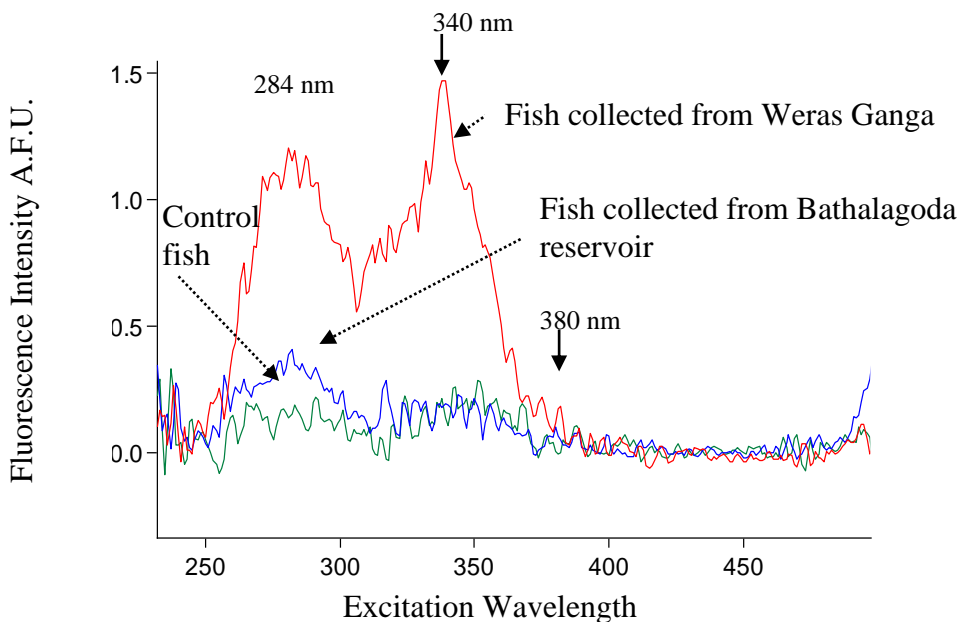 340 nm
1.5
284 nm
Fish collected from Weras Ganga
Fluorescence Intensity A.F.U.
1.0
Control
fish
Fish collected from Bathalagoda
reservoir
0.5
380 nm
0.0
250
300
350
400
450
Excitation Wavelength